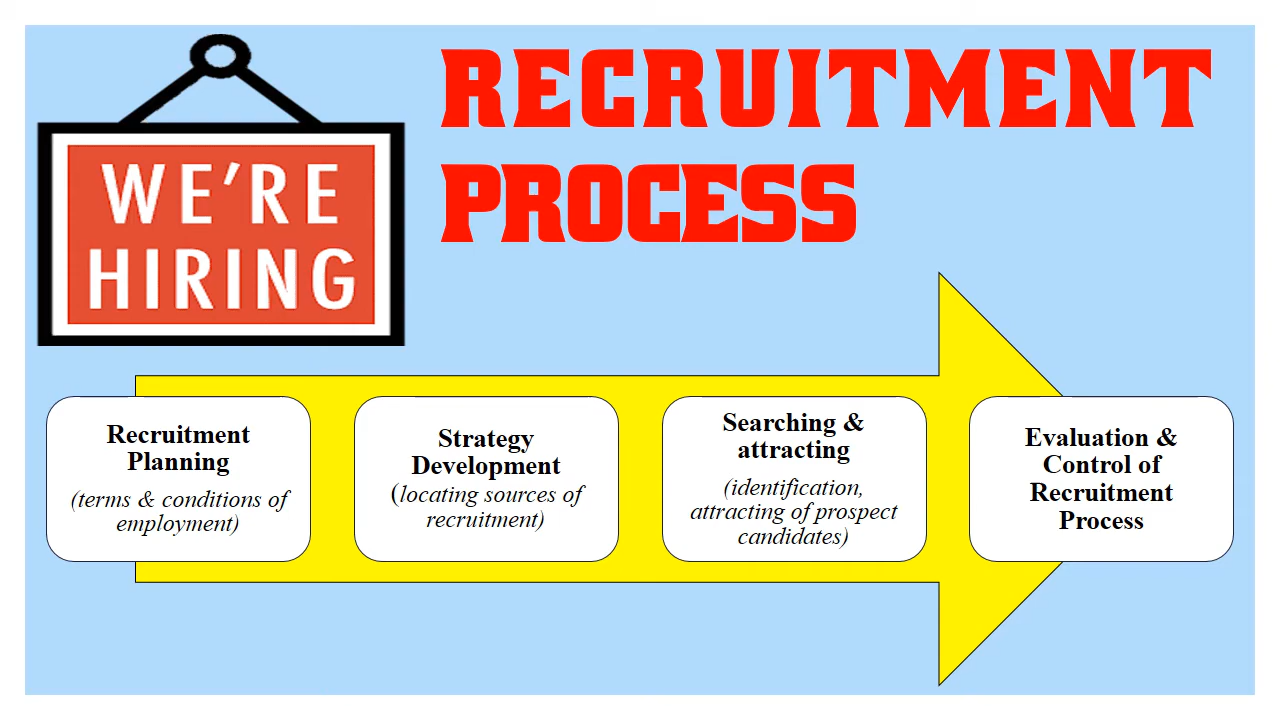 WE'RE
HIRING
RECRUITMENT
PROCESS
Recruitment
Planning
(terms & conditions of
employment)
Strategy
Development
(locating sources of
recruitment)
Searching &
attracting
(identification,
attracting of prospect
candidates)
Evaluation &
Control of
Recruitment
Process